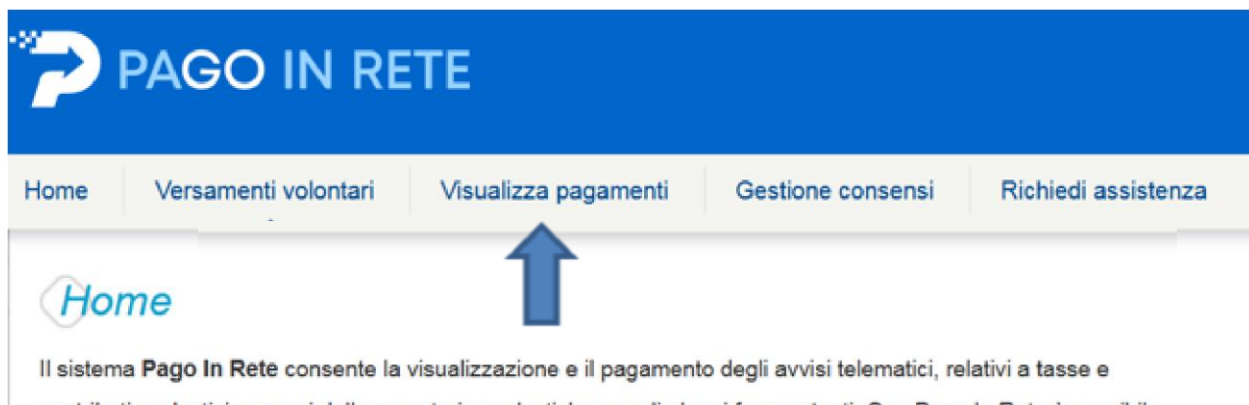 PAGO IN RETE
Home Versamenti volontari Visualizza pagamenti Gestione consensi Richiedi assistenza
Home
Il sistema Pago In Rete consente la visualizzazione e il pagamento degli avvisi telematici, relativi a tasse e